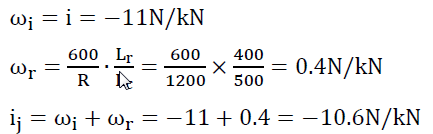 ωᵢ = i = −11N/kN
ωᵣ = 600/R · Lᵣ/L꜀ = 600/1200 × 400/500 = 0.4N/kN
iⱼ = ωᵢ + ωᵣ = −11 + 0.4 = −10.6N/kN